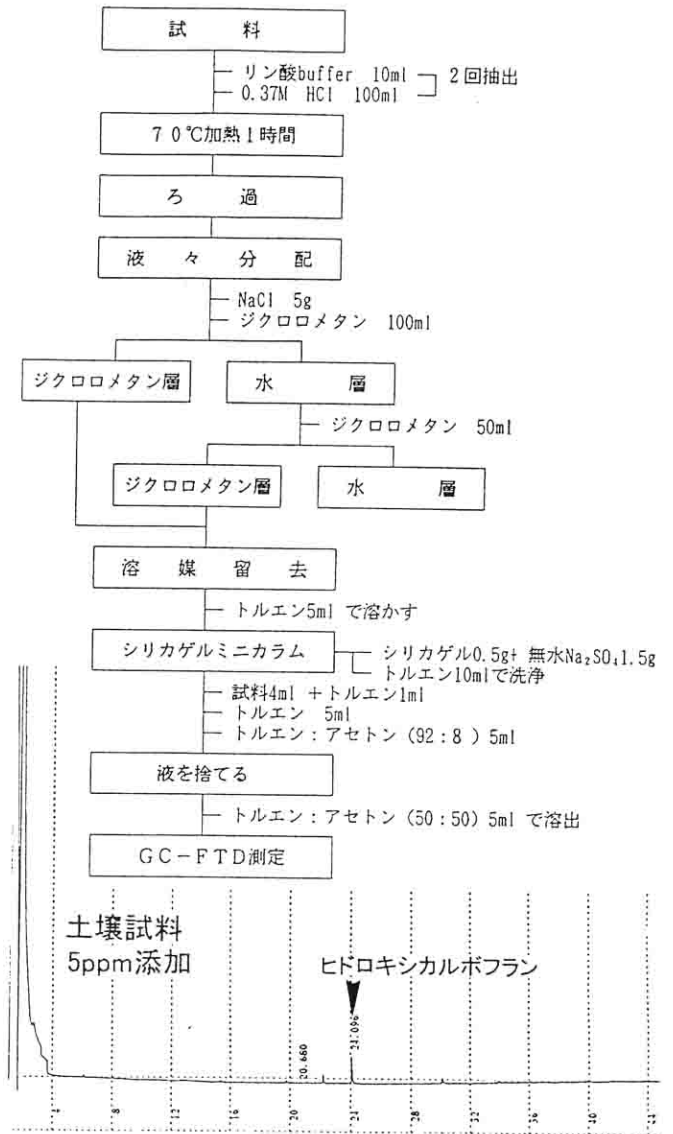 試　料
リン酸buffer 10ml
0.37M HCl 100ml
2回抽出
70℃加熱1時間
ろ　過
液　々　分　配
NaCl 5g
ジクロロメタン 100ml
ジクロロメタン層
水　層
ジクロロメタン 50ml
ジクロロメタン層
水　層
溶　媒　留　去
トルエン5ml で溶かす
シリカゲルミニカラム
シリカゲル0.5g+ 無水Na₂SO₄1.5g
トルエン10mlで洗浄
試料4ml +トルエン1ml
トルエン 5ml
トルエン：アセトン (92:8 ) 5ml
液を捨てる
トルエン：アセトン (50:50) 5ml で溶出
GC-FTD測定
土壌試料
5ppm添加
ヒドロキシカルボフラン
20.660
24.096
4 8 12 16 20 24 28 32 36 40 44